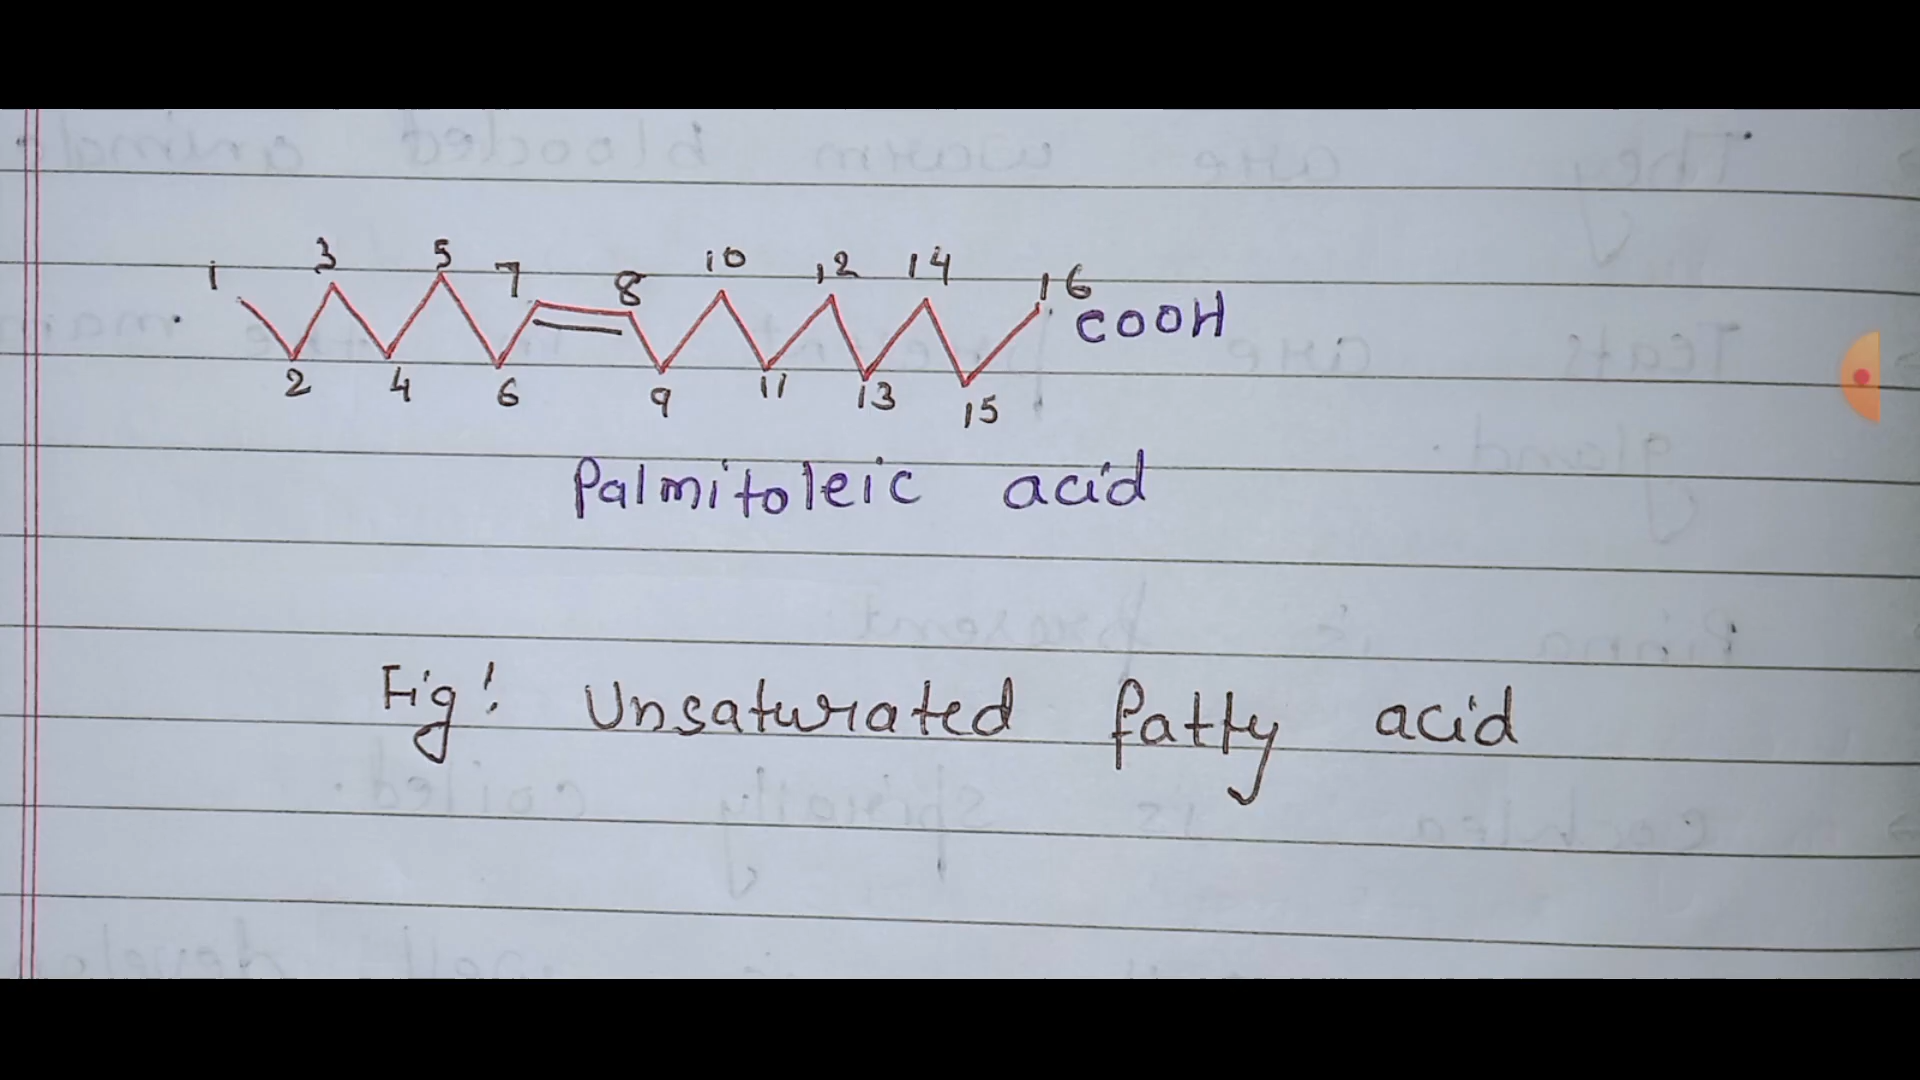 1 3 5 7 8 10 12 14 16
COOH
2 4 6 9 11 13 15
Palmitoleic acid
Fig! Unsaturated fatty acid